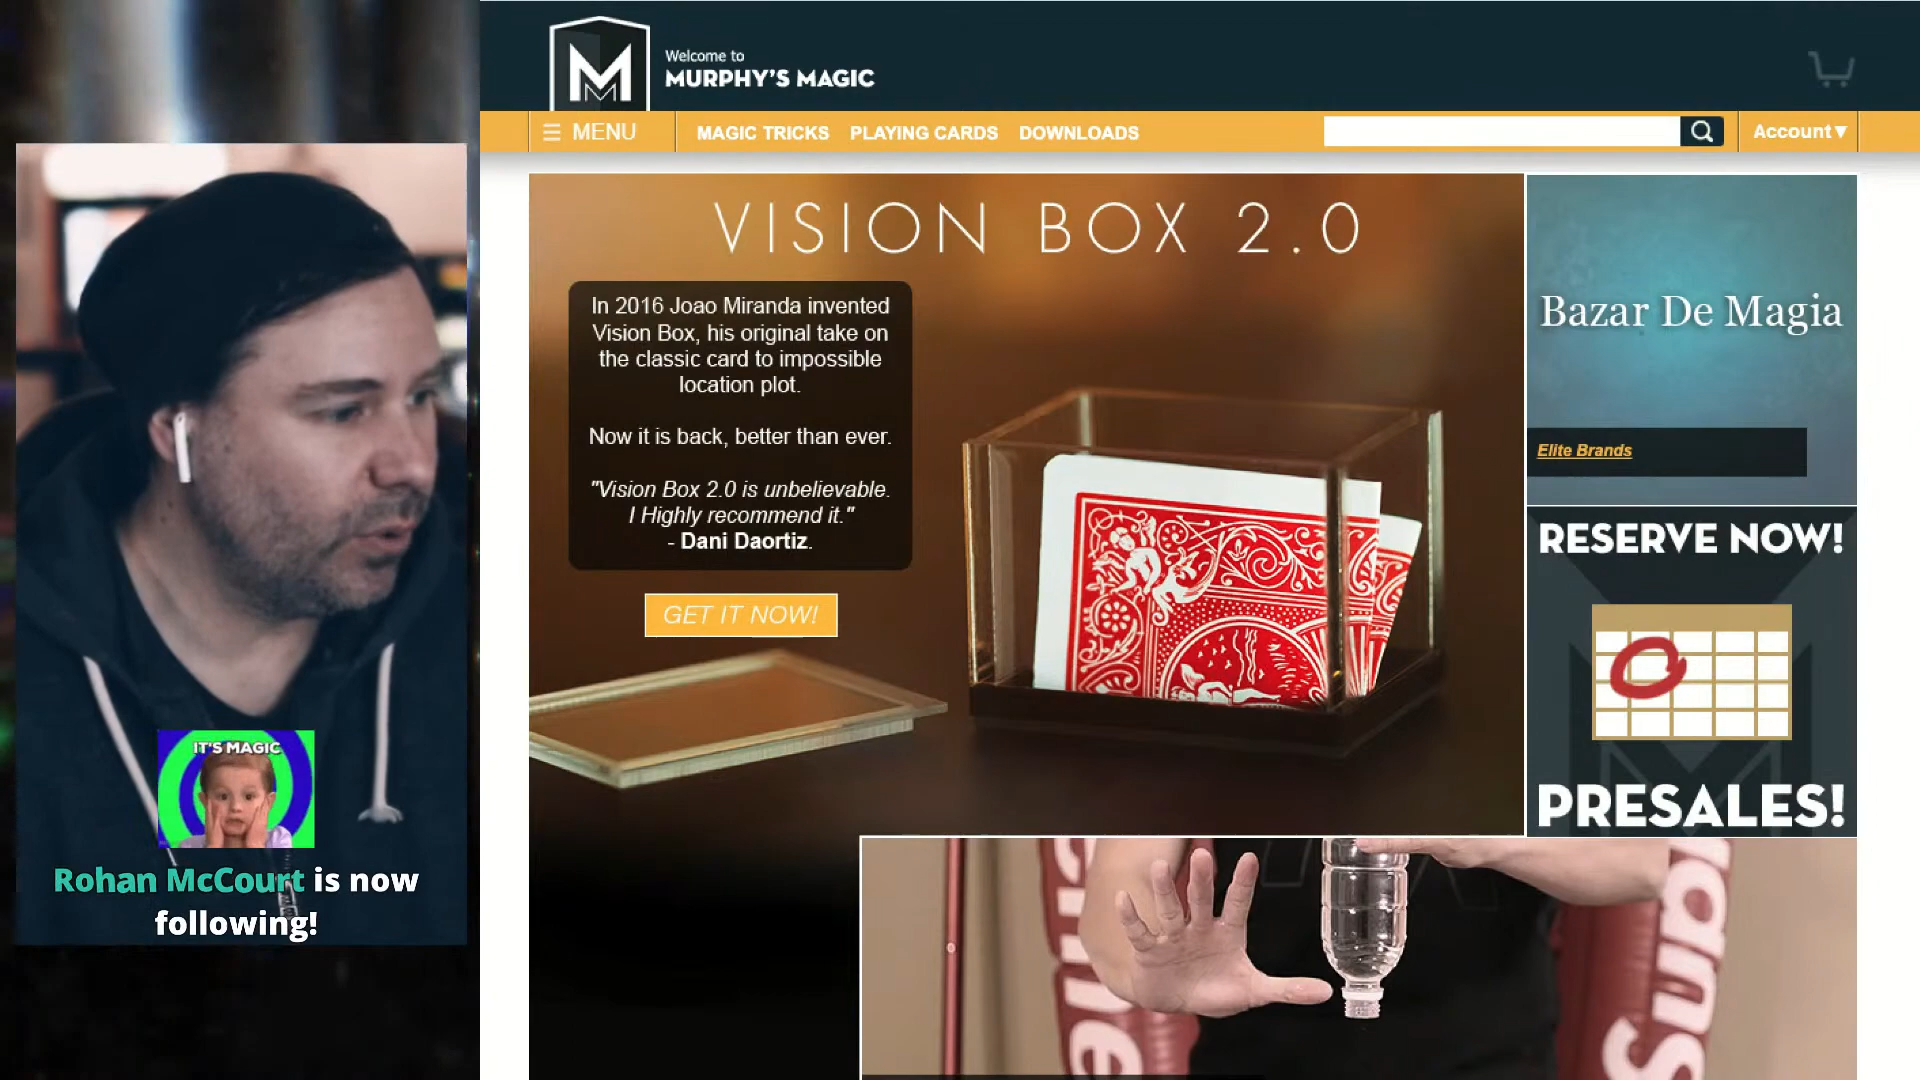 Welcome to
MURPHY'S MAGIC
☰ MENU
MAGIC TRICKS
PLAYING CARDS
DOWNLOADS
Account▼
VISION BOX 2.0
In 2016 Joao Miranda invented
Vision Box, his original take on
the classic card to impossible
location plot.
Now it is back, better than ever.
"Vision Box 2.0 is unbelievable.
I Highly recommend it."
- Dani Daortiz.
GET IT NOW!
Bazar De Magia
Elite Brands
RESERVE NOW!
PRESALES!
IT'S MAGIC
Rohan McCourt is now
following!